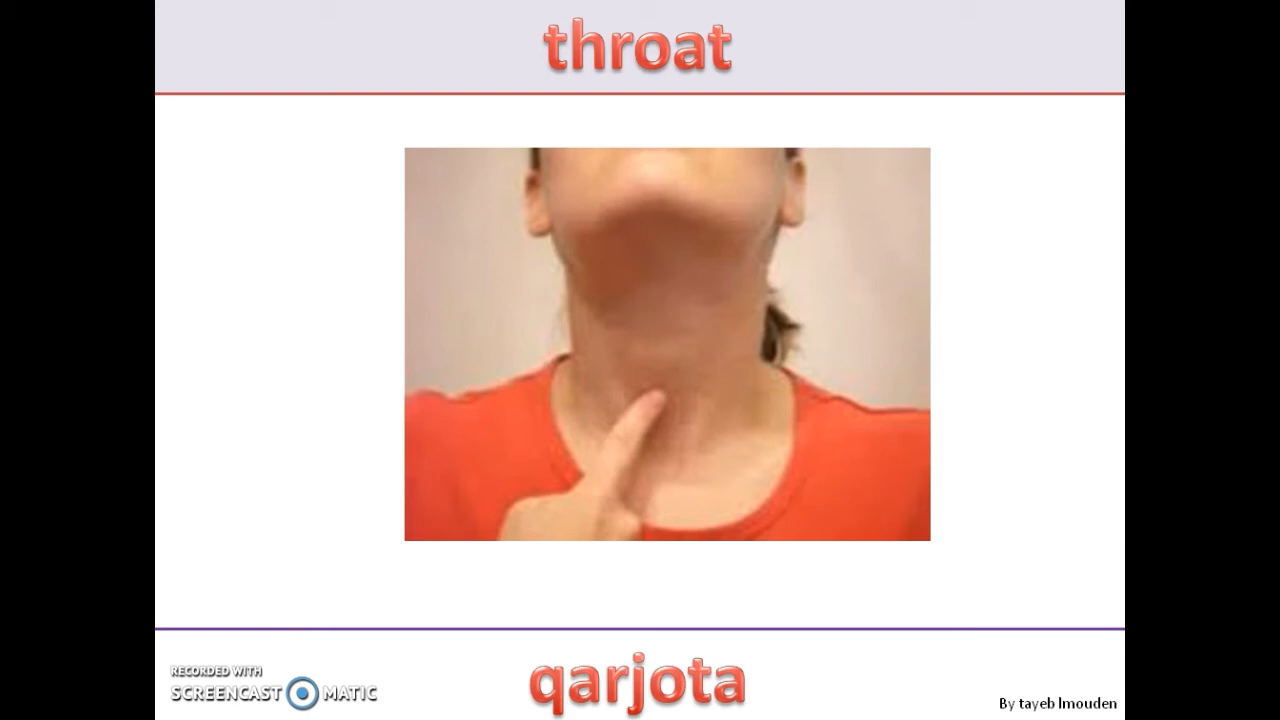 throat
RECORDED WITH
SCREENCAST MATIC
qarjota
By tayeb lmouden